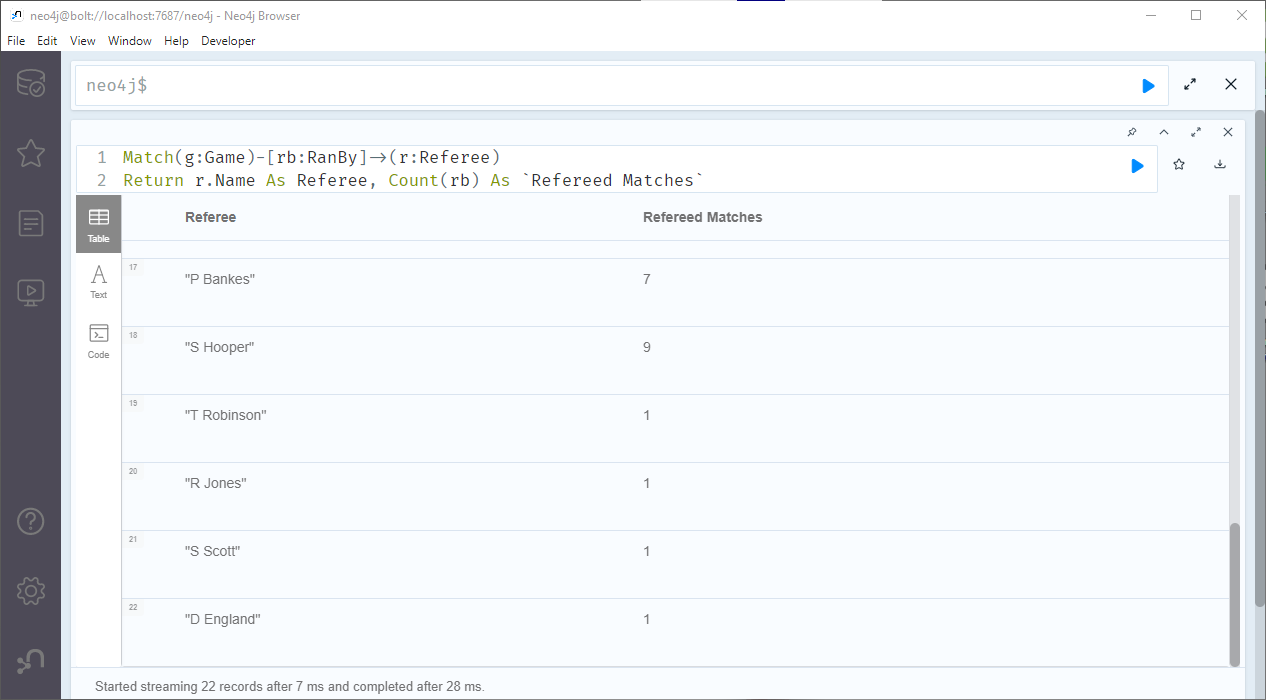 neo4j@bolt://localhost:7687/neo4j - Neo4j Browser
File Edit View Window Help Developer
neo4j$
1 Match(g:Game)-[rb:RanBy]->(r:Referee)
2 Return r.Name As Referee, Count(rb) As `Refereed Matches`
Table
Text
Code
Referee Refereed Matches
17 "P Bankes" 7
18 "S Hooper" 9
19 "T Robinson" 1
20 "R Jones" 1
21 "S Scott" 1
22 "D England" 1
Started streaming 22 records after 7 ms and completed after 28 ms.